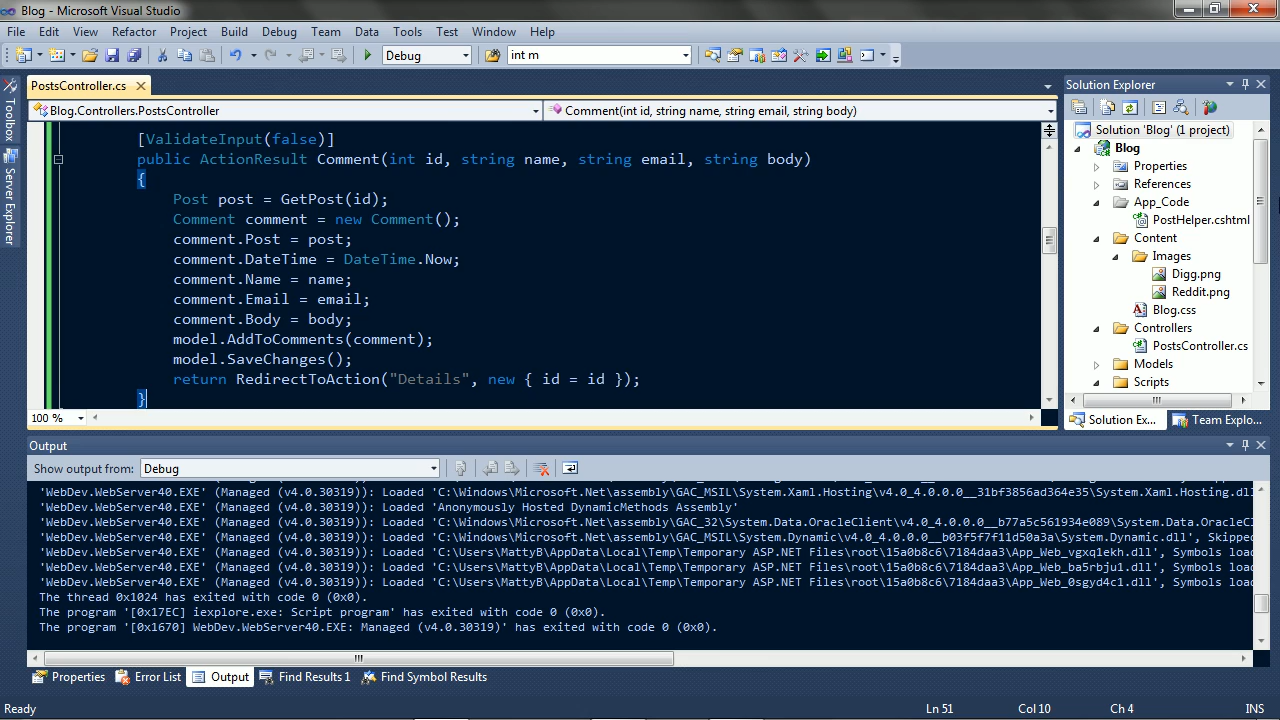 Blog - Microsoft Visual Studio
File Edit View Refactor Project Build Debug Team Data Tools Test Window Help
Debug int m
PostsController.cs
Toolbox
Server Explorer
Blog.Controllers.PostsController Comment(int id, string name, string email, string body)
[ValidateInput(false)]
public ActionResult Comment(int id, string name, string email, string body)
{
Post post = GetPost(id);
Comment comment = new Comment();
comment.Post = post;
comment.DateTime = DateTime.Now;
comment.Name = name;
comment.Email = email;
comment.Body = body;
model.AddToComments(comment);
model.SaveChanges();
return RedirectToAction("Details", new { id = id });
}
100 %
Solution Explorer
Solution 'Blog' (1 project)
Blog
Properties
References
App_Code
PostHelper.cshtml
Content
Images
Digg.png
Reddit.png
Blog.css
Controllers
PostsController.cs
Models
Scripts
Solution Ex... Team Explo...
Output
Show output from: Debug
'WebDev.WebServer40.EXE' (Managed (v4.0.30319)): Loaded 'C:\Windows\Microsoft.Net\assembly\GAC_MSIL\System.Xaml.Hosting\v4.0_4.0.0.0__31bf3856ad364e35\System.Xaml.Hosting.dll
'WebDev.WebServer40.EXE' (Managed (v4.0.30319)): Loaded 'Anonymously Hosted DynamicMethods Assembly'
'WebDev.WebServer40.EXE' (Managed (v4.0.30319)): Loaded 'C:\Windows\Microsoft.Net\assembly\GAC_32\System.Data.OracleClient\v4.0_4.0.0.0__b77a5c561934e089\System.Data.OracleCl
'WebDev.WebServer40.EXE' (Managed (v4.0.30319)): Loaded 'C:\Windows\Microsoft.Net\assembly\GAC_MSIL\System.Dynamic\v4.0_4.0.0.0__b03f5f7f11d50a3a\System.Dynamic.dll', Skipped
'WebDev.WebServer40.EXE' (Managed (v4.0.30319)): Loaded 'C:\Users\MattyB\AppData\Local\Temp\Temporary ASP.NET Files\root\15a0b8c6\7184daa3\App_Web_vgxq1ekh.dll', Symbols load
'WebDev.WebServer40.EXE' (Managed (v4.0.30319)): Loaded 'C:\Users\MattyB\AppData\Local\Temp\Temporary ASP.NET Files\root\15a0b8c6\7184daa3\App_Web_ba5rbjul.dll', Symbols load
'WebDev.WebServer40.EXE' (Managed (v4.0.30319)): Loaded 'C:\Users\MattyB\AppData\Local\Temp\Temporary ASP.NET Files\root\15a0b8c6\7184daa3\App_Web_0sgyd4cl.dll', Symbols load
The thread 0x1024 has exited with code 0 (0x0).
The program '[0x17EC] iexplore.exe: Script program' has exited with code 0 (0x0).
The program '[0x1670] WebDev.WebServer40.EXE: Managed (v4.0.30319)' has exited with code 0 (0x0).
Properties Error List Output Find Results 1 Find Symbol Results
Ready Ln 51 Col 10 Ch 4 INS